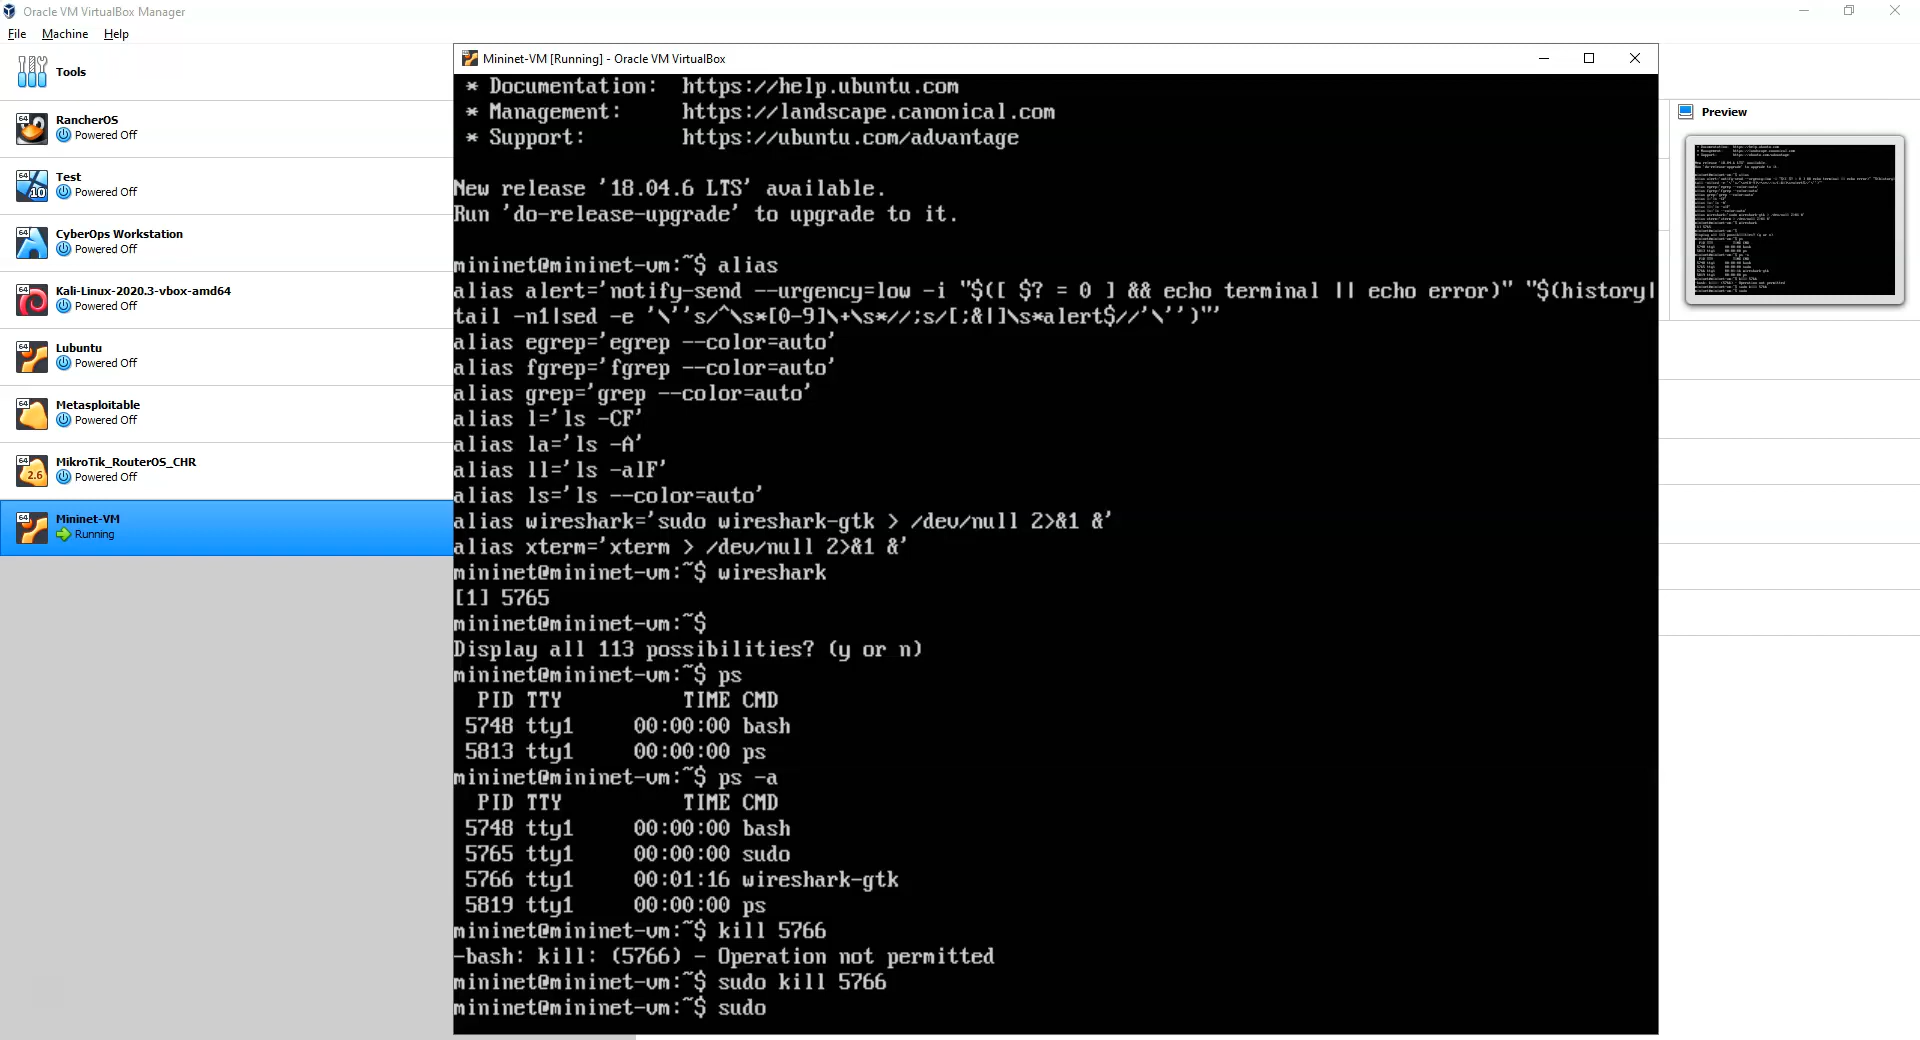 Oracle VM VirtualBox Manager
File Machine Help
Tools
64
RancherOS
Powered Off
10
Test
Powered Off
64
CyberOps Workstation
Powered Off
64
Kali-Linux-2020.3-vbox-amd64
Powered Off
64
Lubuntu
Powered Off
64
Metasploitable
Powered Off
64
2.6
MikroTik_RouterOS_CHR
Powered Off
64
Mininet-VM
Running
Mininet-VM [Running] - Oracle VM VirtualBox
* Documentation: https://help.ubuntu.com
* Management: https://landscape.canonical.com
* Support: https://ubuntu.com/advantage
New release '18.04.6 LTS' available.
Run 'do-release-upgrade' to upgrade to it.
mininet@mininet-vm:~$ alias
alias alert='notify-send --urgency=low -i "$([ $? = 0 ] && echo terminal || echo error)" "$(history|
tail -n1|sed -e '\''s/^\s*[0-9]\+\s*//;s/[;&|]\s*alert$//'\'')"'
alias egrep='egrep --color=auto'
alias fgrep='fgrep --color=auto'
alias grep='grep --color=auto'
alias l='ls -CF'
alias la='ls -A'
alias ll='ls -alF'
alias ls='ls --color=auto'
alias wireshark='sudo wireshark-gtk > /dev/null 2>&1 &'
alias xterm='xterm > /dev/null 2>&1 &'
mininet@mininet-vm:~$ wireshark
[1] 5765
mininet@mininet-vm:~$
Display all 113 possibilities? (y or n)
mininet@mininet-vm:~$ ps
PID TTY TIME CMD
5748 tty1 00:00:00 bash
5813 tty1 00:00:00 ps
mininet@mininet-vm:~$ ps -a
PID TTY TIME CMD
5748 tty1 00:00:00 bash
5765 tty1 00:00:00 sudo
5766 tty1 00:01:16 wireshark-gtk
5819 tty1 00:00:00 ps
mininet@mininet-vm:~$ kill 5766
-bash: kill: (5766) - Operation not permitted
mininet@mininet-vm:~$ sudo kill 5766
mininet@mininet-vm:~$ sudo
Preview